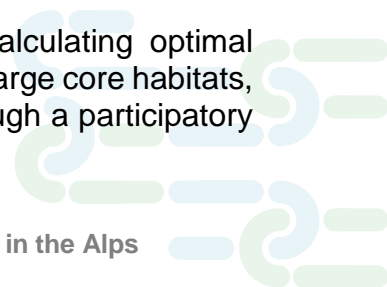 alculating optimal
arge core habitats,
ugh a participatory
in the Alps